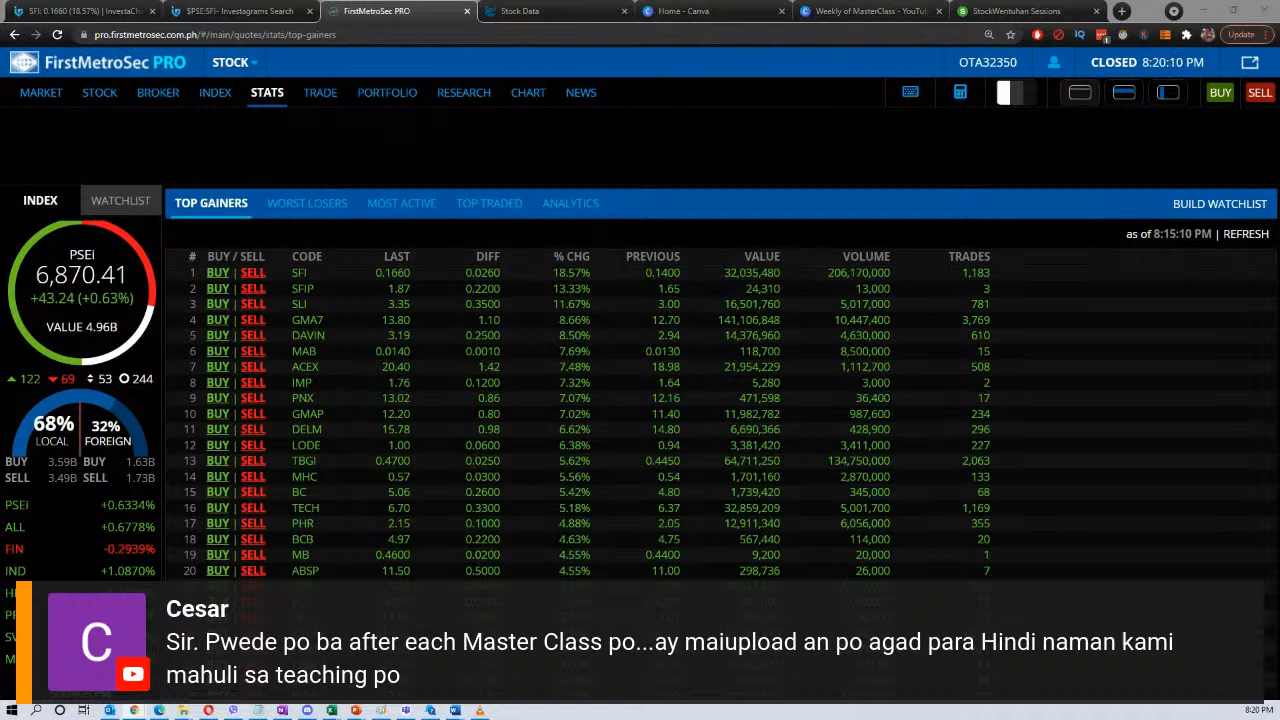 SFI: 0.1660 (18.57%) | InvestaCh
$PSE:SFI- Investagrams Search
FirstMetroSec PRO
Stock Data
Home - Canva
Weekly of MasterClass - YouTub
StockWentuhan Sessions
pro.firstmetrosec.com.ph/#/main/quotes/stats/top-gainers
Update
FirstMetroSec PRO
STOCK
OTA32350
CLOSED 8:20:10 PM
MARKET STOCK BROKER INDEX STATS TRADE PORTFOLIO RESEARCH CHART NEWS
BUY SELL
INDEX WATCHLIST
TOP GAINERS WORST LOSERS MOST ACTIVE TOP TRADED ANALYTICS
BUILD WATCHLIST
as of 8:15:10 PM | REFRESH
PSEi
6,870.41
+43.24 (+0.63%)
VALUE 4.96B
122 69 53 244
68% LOCAL
32% FOREIGN
BUY 3.59B BUY 1.63B
SELL 3.49B SELL 1.73B
PSEi +0.6334%
ALL +0.6778%
FIN -0.2939%
IND +1.0870%
# BUY / SELL CODE LAST DIFF % CHG PREVIOUS VALUE VOLUME TRADES
1 BUY | SELL SFI 0.1660 0.0260 18.57% 0.1400 32,035,480 206,170,000 1,183
2 BUY | SELL SFIP 1.87 0.2200 13.33% 1.65 24,310 13,000 3
3 BUY | SELL SLI 3.35 0.3500 11.67% 3.00 16,501,760 5,017,000 781
4 BUY | SELL GMA7 13.80 1.10 8.66% 12.70 141,106,848 10,447,400 3,769
5 BUY | SELL DAVIN 3.19 0.2500 8.50% 2.94 14,376,960 4,630,000 610
6 BUY | SELL MAB 0.0140 0.0010 7.69% 0.0130 118,700 8,500,000 15
7 BUY | SELL ACEX 20.40 1.42 7.48% 18.98 21,954,229 1,112,700 508
8 BUY | SELL IMP 1.76 0.1200 7.32% 1.64 5,280 3,000 2
9 BUY | SELL PNX 13.02 0.86 7.07% 12.16 471,598 36,400 17
10 BUY | SELL GMAP 12.20 0.80 7.02% 11.40 11,982,782 987,600 234
11 BUY | SELL DELM 15.78 0.98 6.62% 14.80 6,690,366 428,900 296
12 BUY | SELL LODE 1.00 0.0600 6.38% 0.94 3,381,420 3,411,000 227
13 BUY | SELL TBGI 0.4700 0.0250 5.62% 0.4450 64,711,250 134,750,000 2,063
14 BUY | SELL MHC 0.57 0.0300 5.56% 0.54 1,701,160 2,870,000 133
15 BUY | SELL BC 5.06 0.2600 5.42% 4.80 1,739,420 345,000 68
16 BUY | SELL TECH 6.70 0.3300 5.18% 6.37 32,859,209 5,001,700 1,169
17 BUY | SELL PHR 2.15 0.1000 4.88% 2.05 12,911,340 6,056,000 355
18 BUY | SELL BCB 4.97 0.2200 4.63% 4.75 567,440 114,000 20
19 BUY | SELL MB 0.4600 0.0200 4.55% 0.4400 9,200 20,000 1
20 BUY | SELL ABSP 11.50 0.5000 4.55% 11.00 298,736 26,000 7
C
Cesar
Sir. Pwede po ba after each Master Class po...ay maiupload an po agad para Hindi naman kami
mahuli sa teaching po
8:20 PM